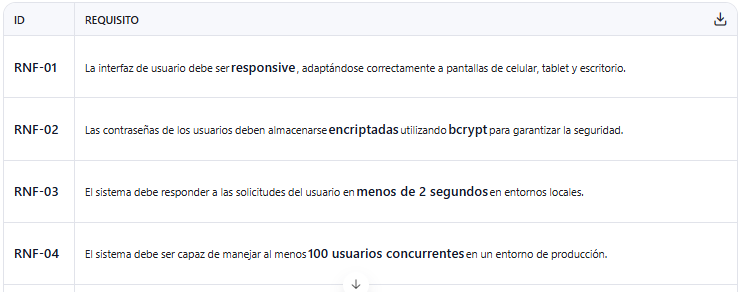 ID REQUISITO
RNF-01 La interfaz de usuario debe ser responsive, adaptándose correctamente a pantallas de celular, tablet y escritorio.
RNF-02 Las contraseñas de los usuarios deben almacenarse encriptadas utilizando bcrypt para garantizar la seguridad.
RNF-03 El sistema debe responder a las solicitudes del usuario en menos de 2 segundos en entornos locales.
RNF-04 El sistema debe ser capaz de manejar al menos 100 usuarios concurrentes en un entorno de producción.